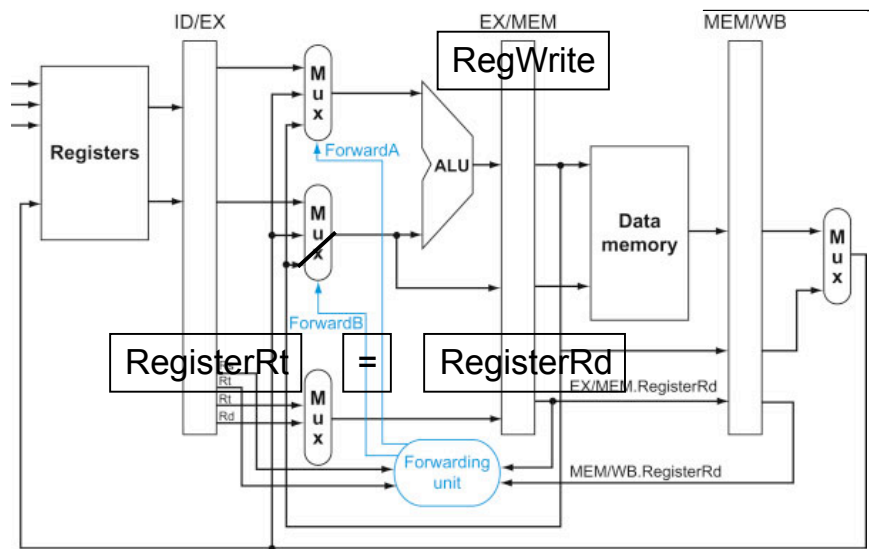 ID/EX
EX/MEM
MEM/WB
RegWrite
Mux
Registers
ForwardA
ALU
Mux
Data
memory
Mux
ForwardB
RegisterRt
=
RegisterRd
Rt
Rt
Rd
Mux
EX/MEM.RegisterRd
Forwarding
unit
MEM/WB.RegisterRd